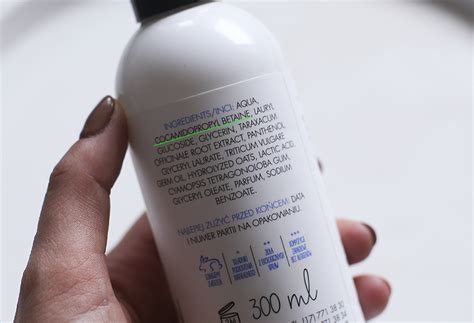 INGREDIENTS/INCI: AQUA,
COCAMIDOPROPYL BETAINE, LAURYL
GLUCOSIDE, GLYCERIN, TARAXACUM
OFFICINALE ROOT EXTRACT, PANTHENOL
GLYCERYL LAURATE, TRITICUM VULGARE
GERM OIL, HYDROLYZED OATS, LACTIC ACID,
CYAMOPSIS TETRAGONOLOBA GUM,
GLYCERYL OLEATE, PARFUM, SODIUM
BENZOATE.
NAJLEPIEJ ZUŻYĆ PRZED KOŃCEM: DATA
I NUMER PARTII NA OPAKOWANIU.
300 ml